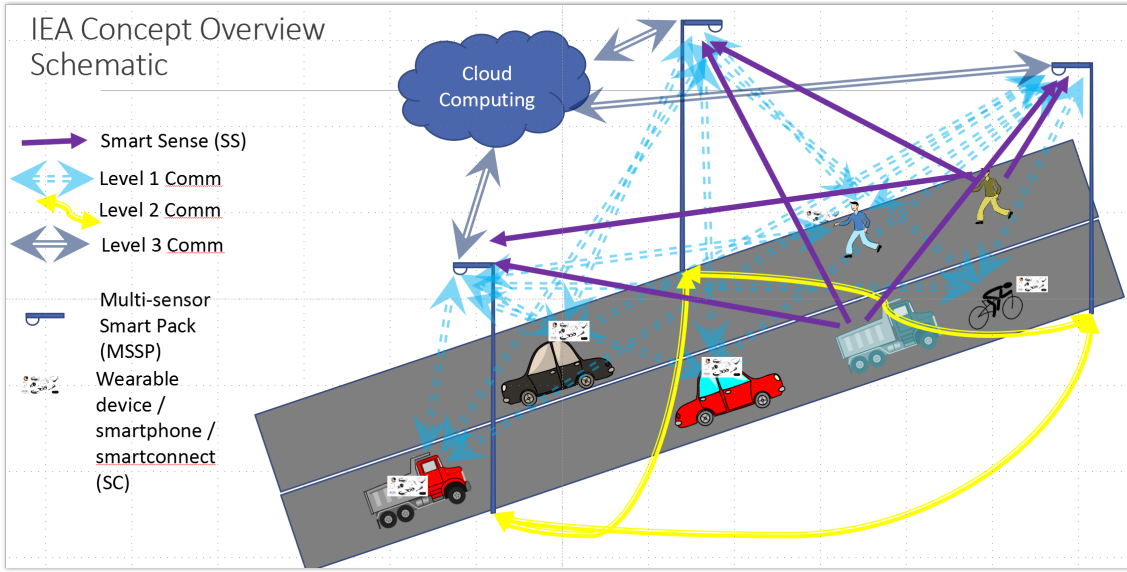 IEA Concept Overview
Schematic
Cloud
Computing
Smart Sense (SS)
Level 1 Comm
Level 2 Comm
Level 3 Comm
Multi-sensor
Smart Pack
(MSSP)
Wearable
device /
smartphone /
smartconnect
(SC)